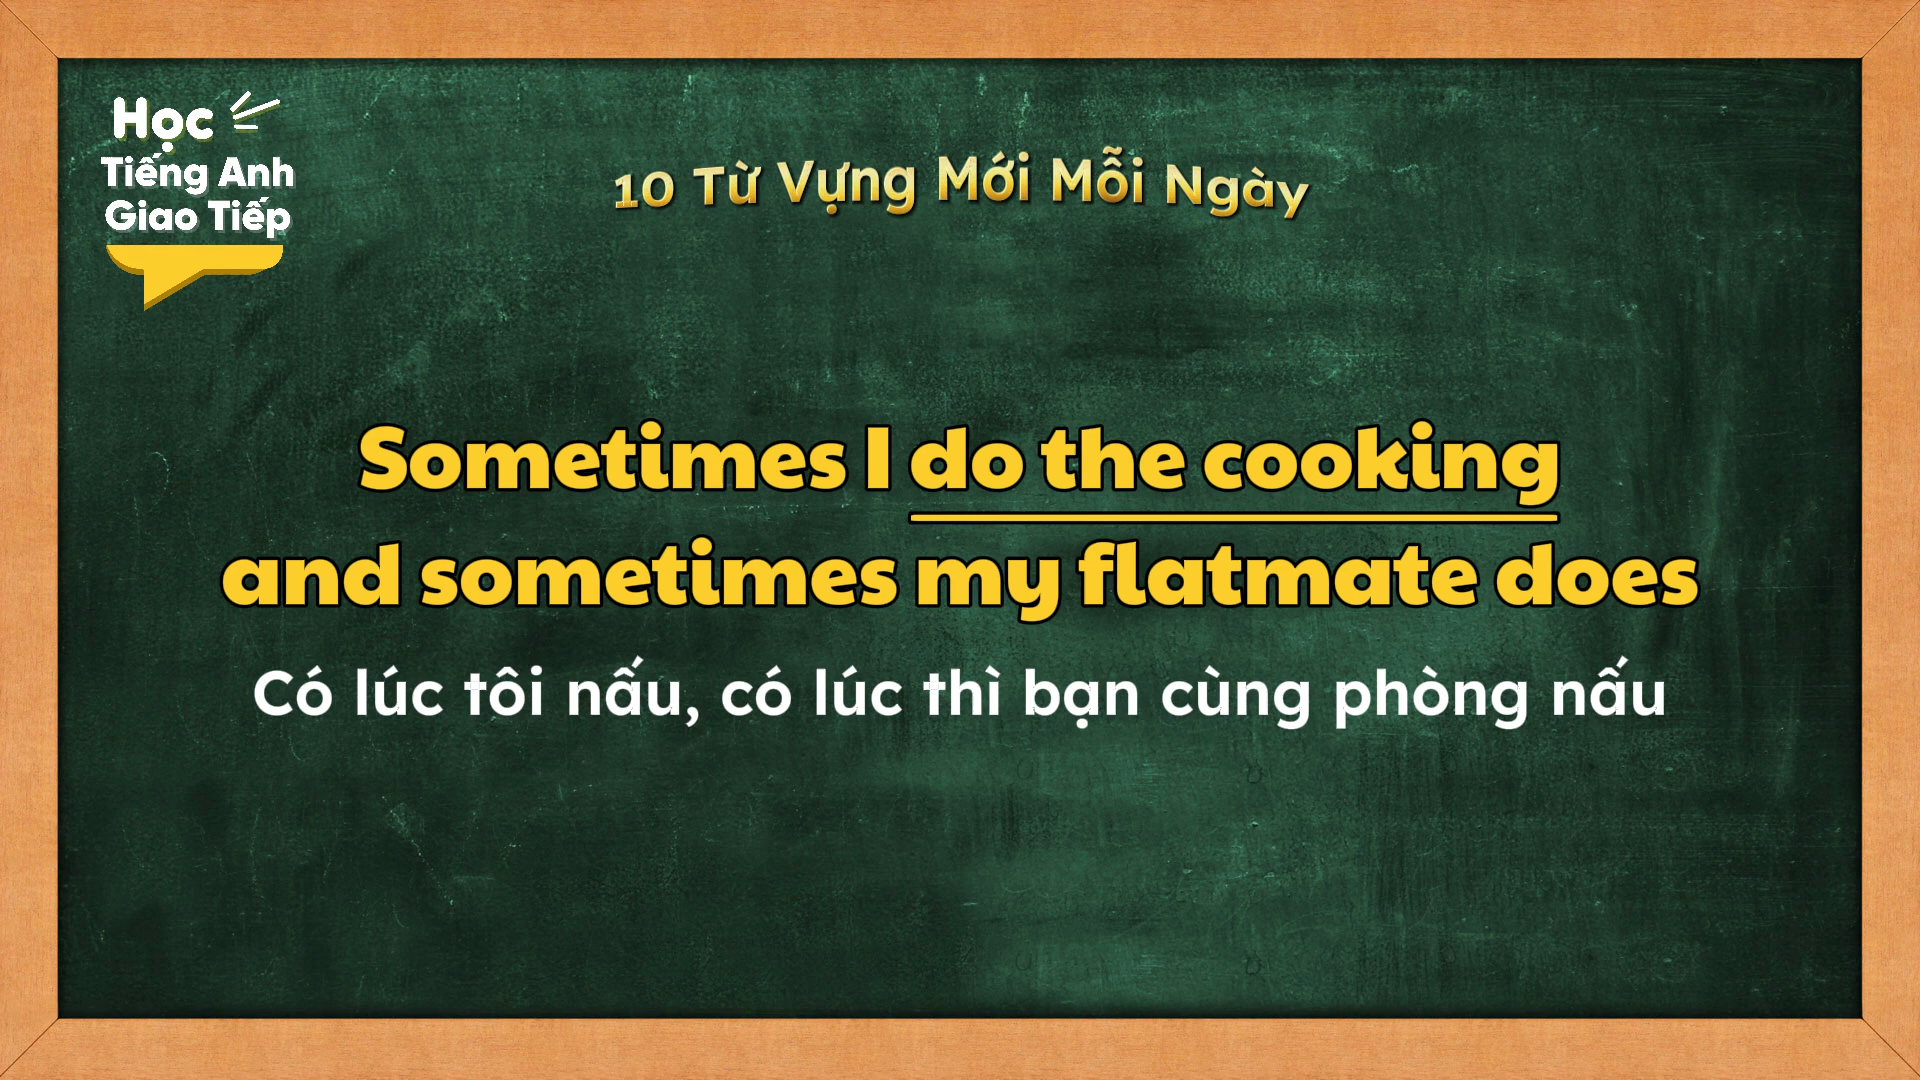 Học
Tiếng Anh
Giao Tiếp
10 Từ Vựng Mới Mỗi Ngày
Sometimes I do the cooking
and sometimes my flatmate does
Có lúc tôi nấu, có lúc thì bạn cùng phòng nấu